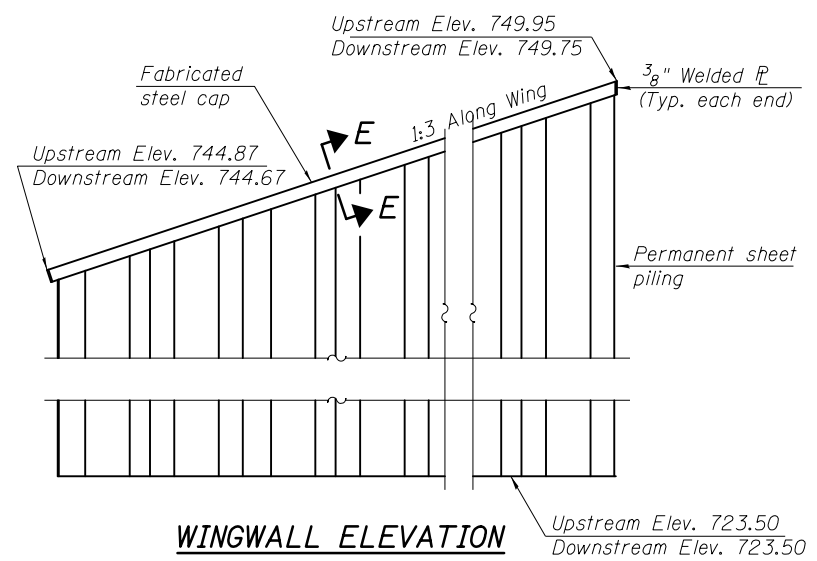 Upstream Elev. 749.95
Downstream Elev. 749.75
Fabricated
steel cap
3/8" Welded ℄
(Typ. each end)
1:3 Along Wing
E
Upstream Elev. 744.87
Downstream Elev. 744.67
E
Permanent sheet
piling
Upstream Elev. 723.50
Downstream Elev. 723.50
WINGWALL ELEVATION